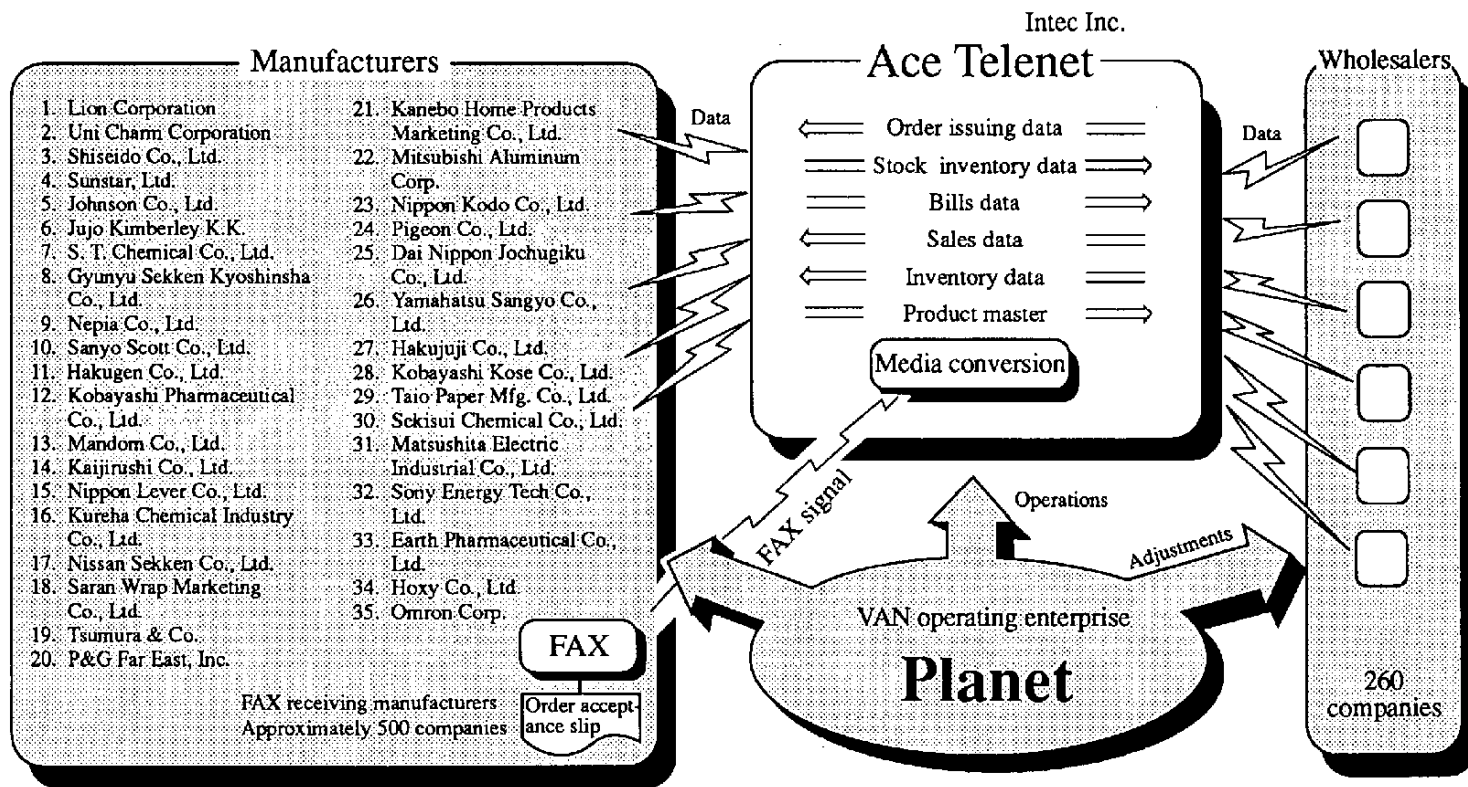 Intec Inc.
Manufacturers
1. Lion Corporation
2. Uni Charm Corporation
3. Shiseido Co., Ltd.
4. Sunstar, Ltd.
5. Johnson Co., Ltd.
6. Jujo Kimberley K.K.
7. S. T. Chemical Co., Ltd.
8. Gyunyu Sekken Kyoshinsha
Co., Ltd.
9. Nepia Co., Ltd.
10. Sanyo Scott Co., Ltd.
11. Hakugen Co., Ltd.
12. Kobayashi Pharmaceutical
Co., Ltd.
13. Mandom Co., Ltd.
14. Kaijirushi Co., Ltd.
15. Nippon Lever Co., Ltd.
16. Kureha Chemical Industry
Co., Ltd.
17. Nissan Sekken Co., Ltd.
18. Saran Wrap Marketing
Co., Ltd.
19. Tsumura & Co.
20. P&G Far East, Inc.
21. Kanebo Home Products
Marketing Co., Ltd.
22. Mitsubishi Aluminum
Corp.
23. Nippon Kodo Co., Ltd.
24. Pigeon Co., Ltd.
25. Dai Nippon Jochugiku
Co., Ltd.
26. Yamahatsu Sangyo Co.,
Ltd.
27. Hakujuji Co., Ltd.
28. Kobayashi Kose Co., Ltd.
29. Taio Paper Mfg. Co., Ltd.
30. Sekisui Chemical Co., Ltd.
31. Matsushita Electric
Industrial Co., Ltd.
32. Sony Energy Tech Co.,
Ltd.
33. Earth Pharmaceutical Co.,
Ltd.
34. Hoxy Co., Ltd.
35. Omron Corp.
FAX
FAX receiving manufacturers
Approximately 500 companies
Order accept-
ance slip
Data
Ace Telenet
Order issuing data
Stock inventory data
Bills data
Sales data
Inventory data
Product master
Media conversion
FAX signal
Operations
Adjustments
VAN operating enterprise
Planet
Data
Wholesalers
260
companies